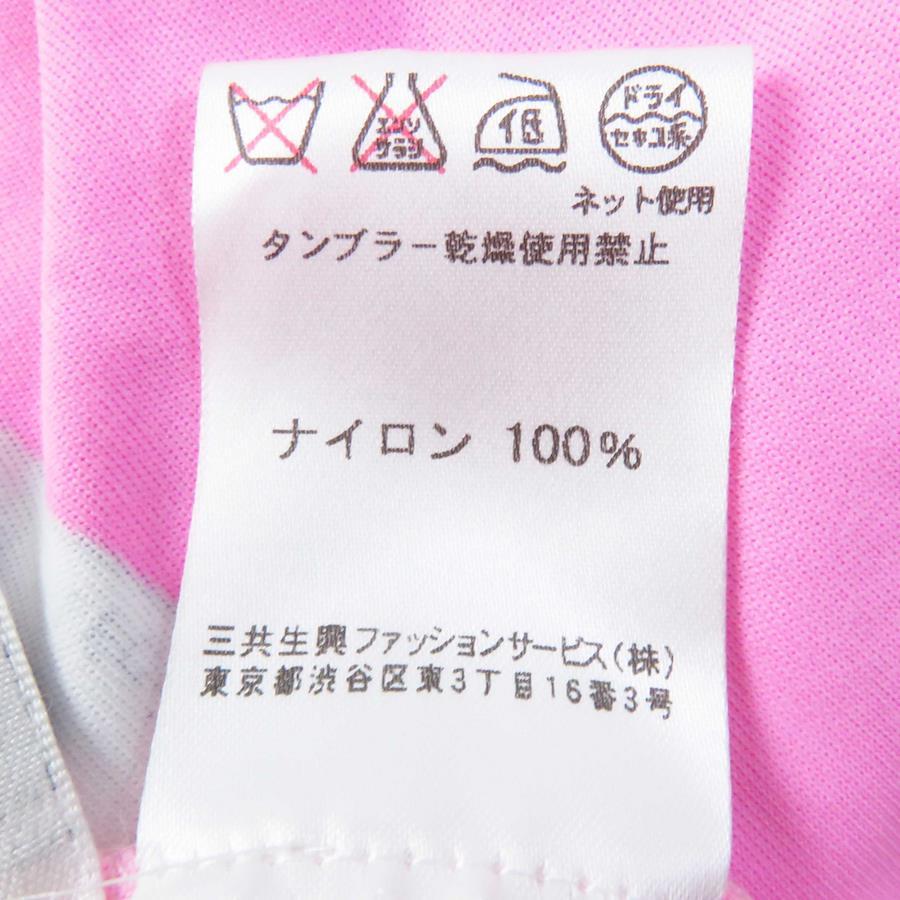 エンソ
サラシ
低
ドライ
セキユ系
ネット使用
タンブラー乾燥使用禁止
ナイロン 100%
三共生興ファッションサービス(株)
東京都渋谷区東3丁目16番3号